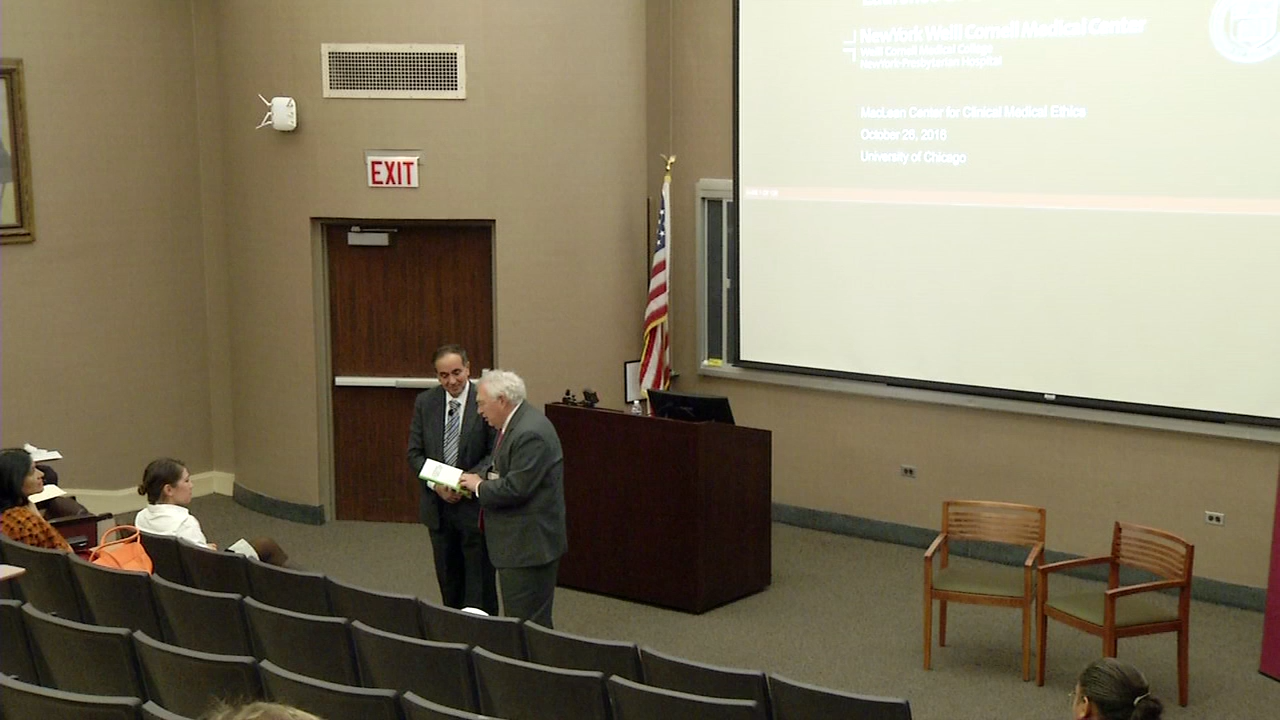 NewYork Weill Cornell Medical Center
Weill Cornell Medical College
NewYork-Presbyterian Hospital
MacLean Center for Clinical Medical Ethics
October 26, 2016
University of Chicago
EXIT